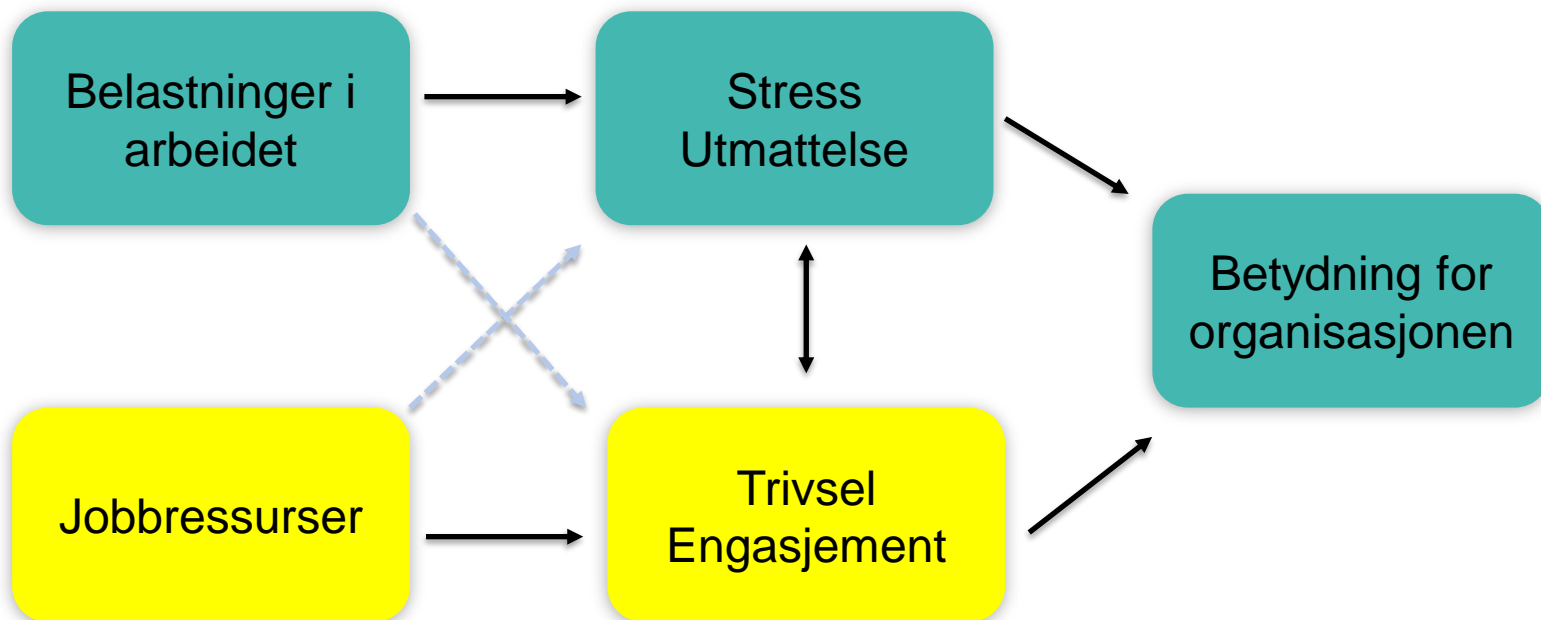 Belastninger i
arbeidet
Stress
Utmattelse
Betydning for
organisasjonen
Jobbressurser
Trivsel
Engasjement